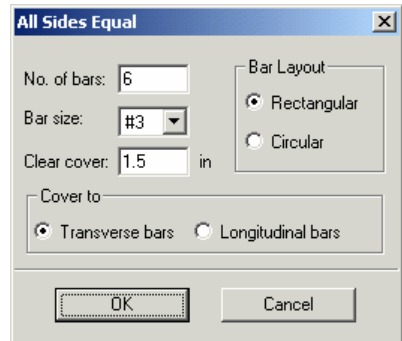 All Sides Equal
No. of bars: 6
Bar size: #3
Clear cover: 1.5 in
Bar Layout
Rectangular
Circular
Cover to
Transverse bars Longitudinal bars
OK Cancel